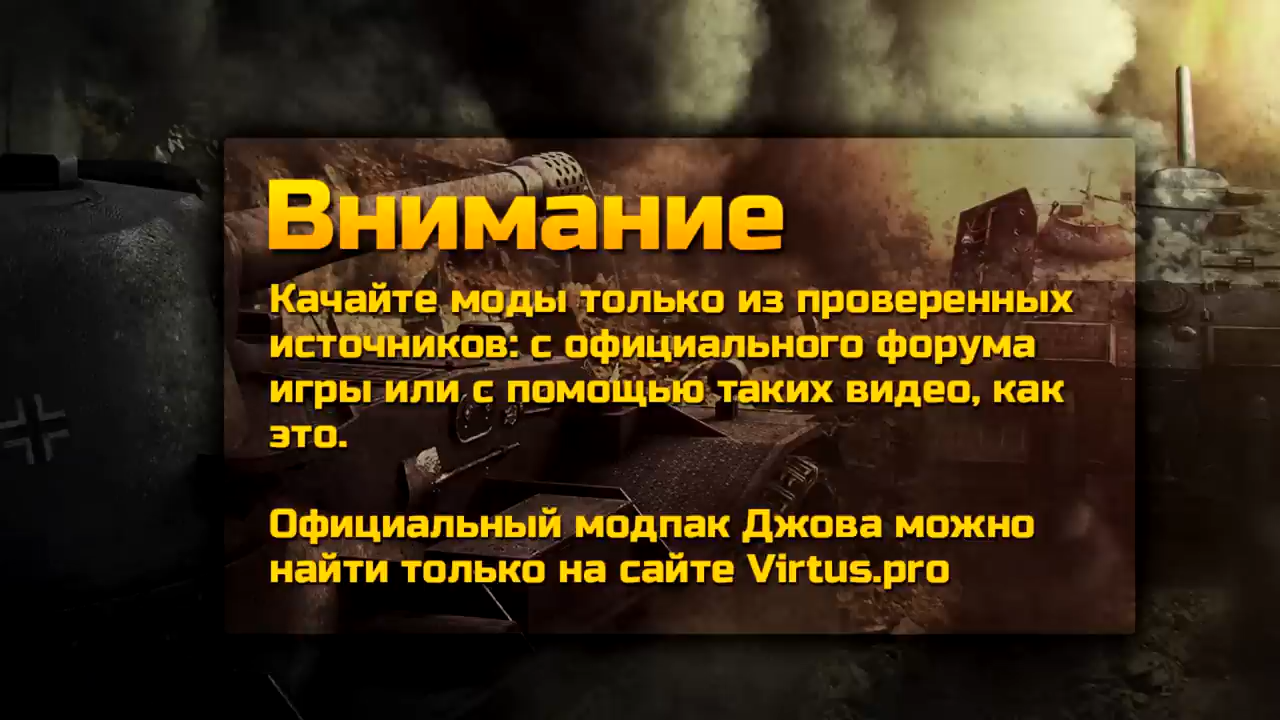 Внимание
Качайте моды только из проверенных
источников: с официального форума
игры или с помощью таких видео, как
это.
Официальный модпак Джова можно
найти только на сайте Virtus.pro